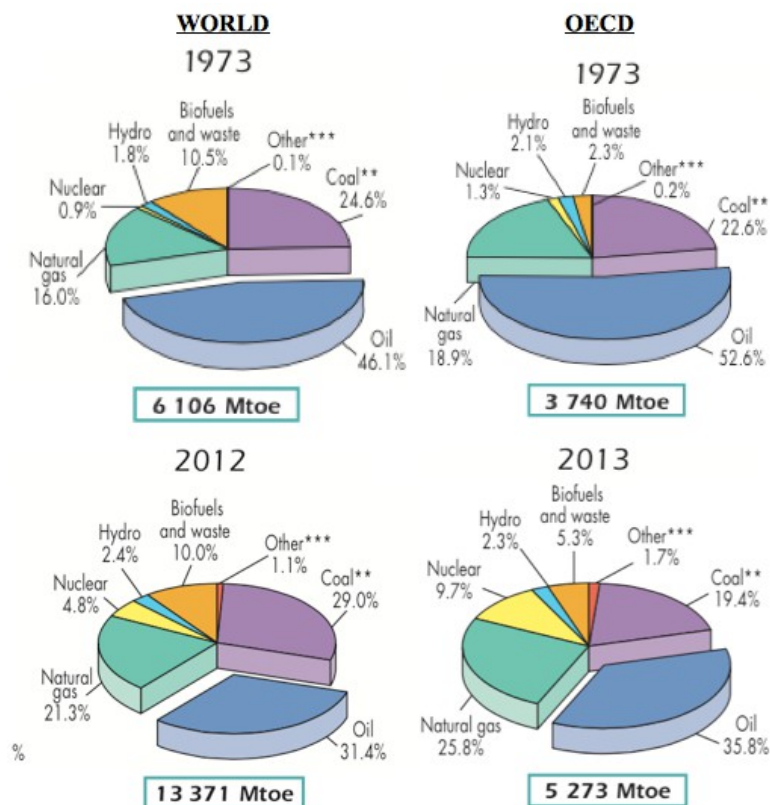 WORLD
1973
Biofuels
and waste
10.5%
Other***
0.1%
Hydro
1.8%
Coal**
24.6%
Nuclear
0.9%
Natural
gas
16.0%
Oil
46.1%
6 106 Mtoe
OECD
1973
Biofuels
and waste
2.3%
Other***
0.2%
Hydro
2.1%
Nuclear
1.3%
Coal**
22.6%
Natural
gas
18.9%
Oil
52.6%
3 740 Mtoe
2012
Biofuels
and waste
10.0%
Other***
1.1%
Hydro
2.4%
Coal**
29.0%
Nuclear
4.8%
Natural
gas
21.3%
Oil
31.4%
%
13 371 Mtoe
2013
Biofuels
and waste
5.3%
Other***
1.7%
Hydro
2.3%
Coal**
19.4%
Nuclear
9.7%
Natural gas
25.8%
Oil
35.8%
5 273 Mtoe